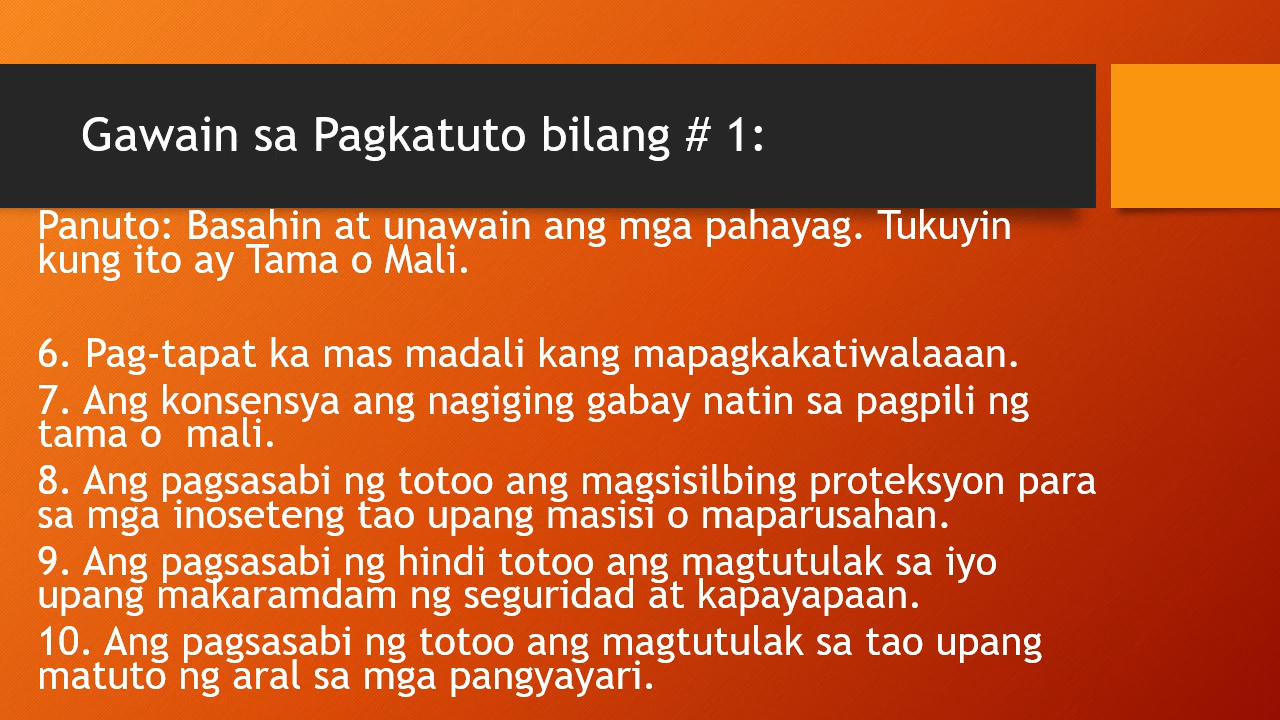 Gawain sa Pagkatuto bilang # 1:
Panuto: Basahin at unawain ang mga pahayag. Tukuyin
kung ito ay Tama o Mali.
6. Pag-tapat ka mas madali kang mapagkakatiwalaaan.
7. Ang konsensya ang nagiging gabay natin sa pagpili ng
tama o  mali.
8. Ang pagsasabi ng totoo ang magsisilbing proteksyon para
sa mga inoseteng tao upang masisi o maparusahan.
9. Ang pagsasabi ng hindi totoo ang magtutulak sa iyo
upang makaramdam ng seguridad at kapayapaan.
10. Ang pagsasabi ng totoo ang magtutulak sa tao upang
matuto ng aral sa mga pangyayari.